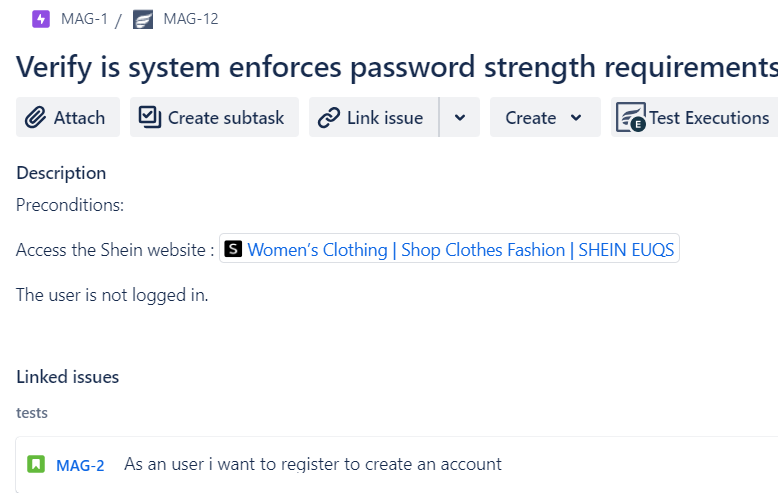 MAG-1 / MAG-12
Verify is system enforces password strength requirements
Attach Create subtask Link issue Create E Test Executions
Description
Preconditions:
Access the Shein website : S Women's Clothing | Shop Clothes Fashion | SHEIN EUQS
The user is not logged in.
Linked issues
tests
MAG-2 As an user i want to register to create an account